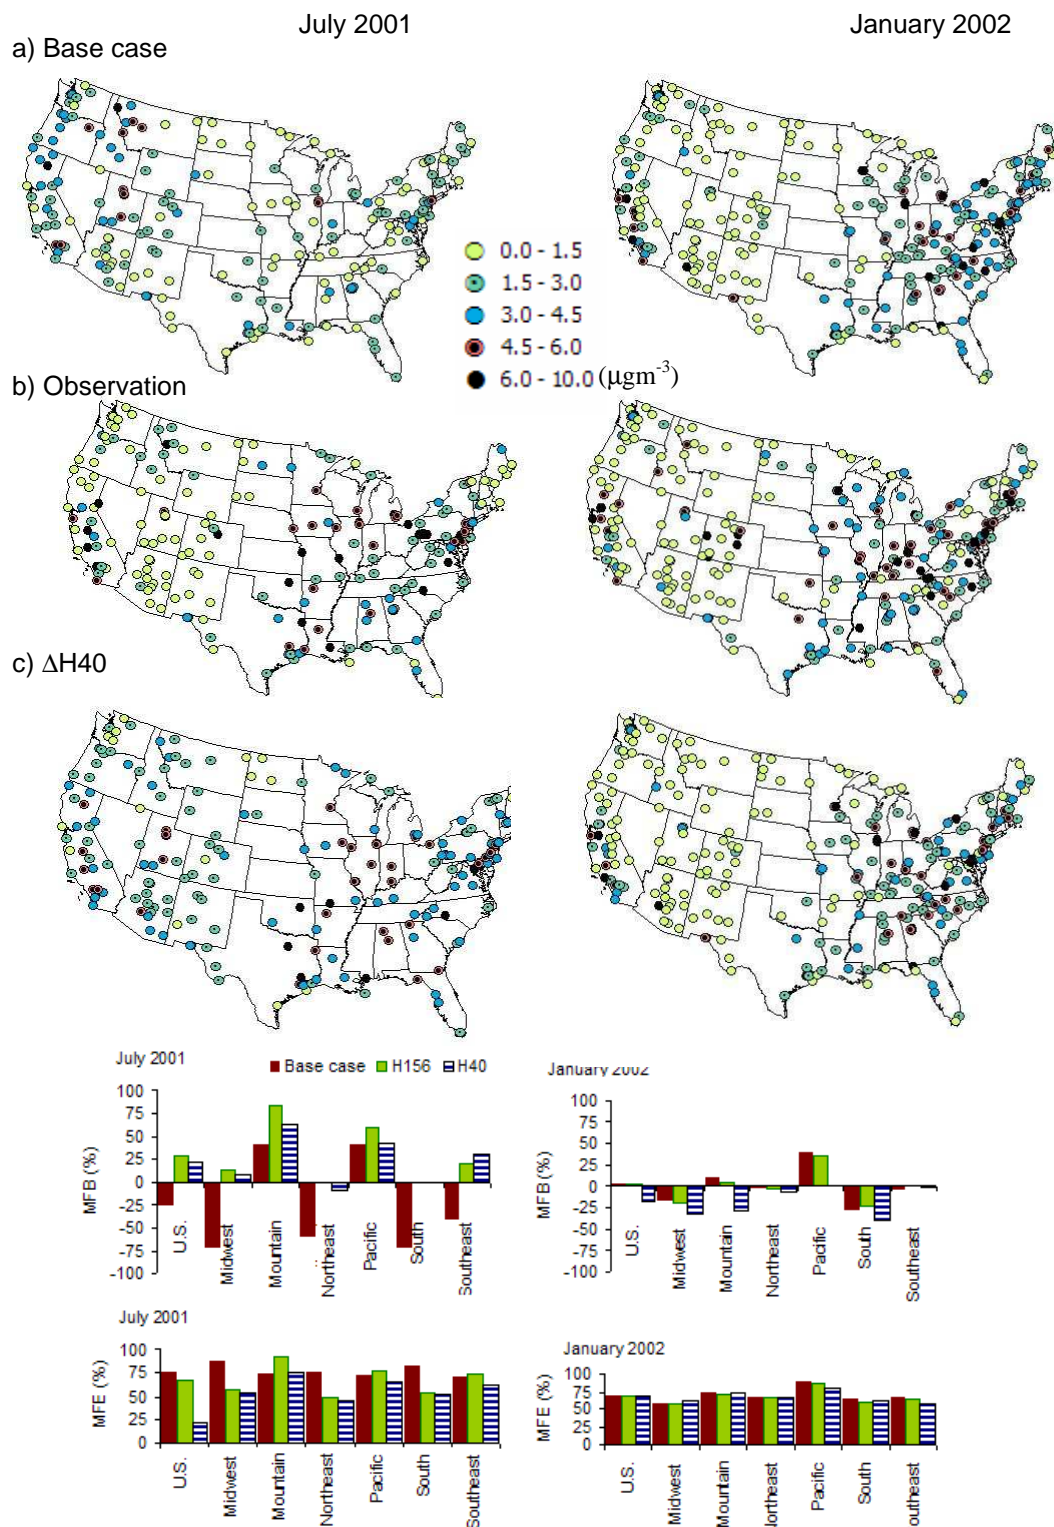 July 2001
January 2002
a) Base case
0.0 - 1.5
1.5 - 3.0
3.0 - 4.5
4.5 - 6.0
6.0 - 10.0 (µgm-3)
b) Observation
c) ΔH40
July 2001
Base case H156 H40
MFB (%)
100
75
50
25
0
-25
-50
-75
-100
U.S.
Midwest
Mountain
Northeast
Pacific
South
Southeast
January 2002
MFB (%)
100
75
50
25
0
-25
-50
-75
-100
U.S.
Midwest
Mountain
Northeast
Pacific
South
Southeast
July 2001
MFE (%)
100
75
50
25
0
U.S.
Midwest
Mountain
Northeast
Pacific
South
Southeast
January 2002
MFE (%)
100
75
50
25
0
U.S.
Midwest
Mountain
Northeast
Pacific
South
outheast